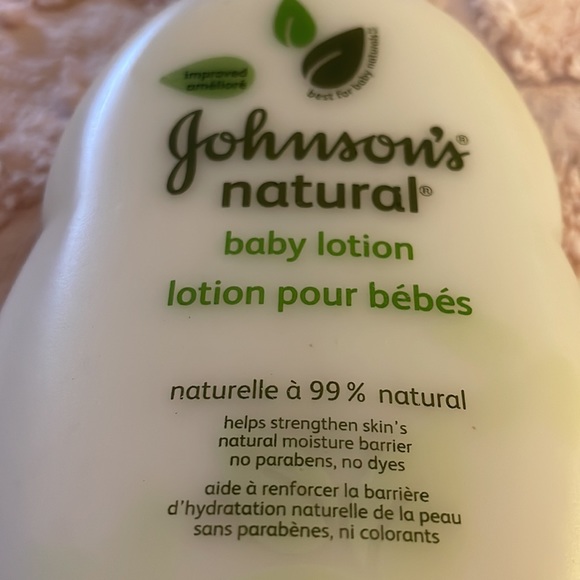 improved
amélioré
best for baby naturals
Johnson's®
natural®
baby lotion
lotion pour bébés
naturelle à 99 % natural
helps strengthen skin's
natural moisture barrier
no parabens, no dyes
aide à renforcer la barrière
d'hydratation naturelle de la peau
sans parabènes, ni colorants